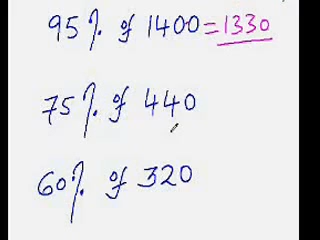 95% of 1400 = 1330
75% of 440
60% of 320